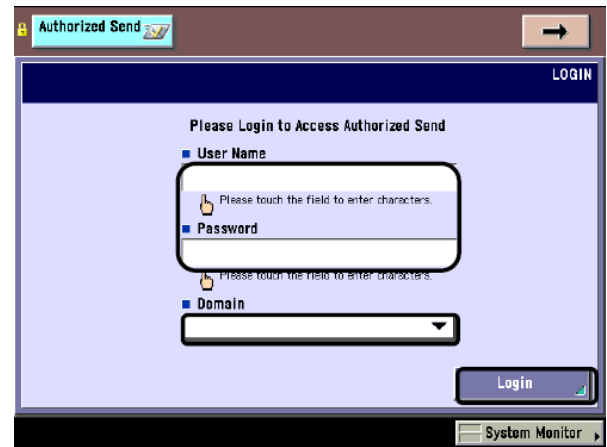 Authorized Send
LOGIN
Please Login to Access Authorized Send
User Name
Please touch the field to enter characters.
Password
Please touch the field to enter characters.
Domain
Login
System Monitor